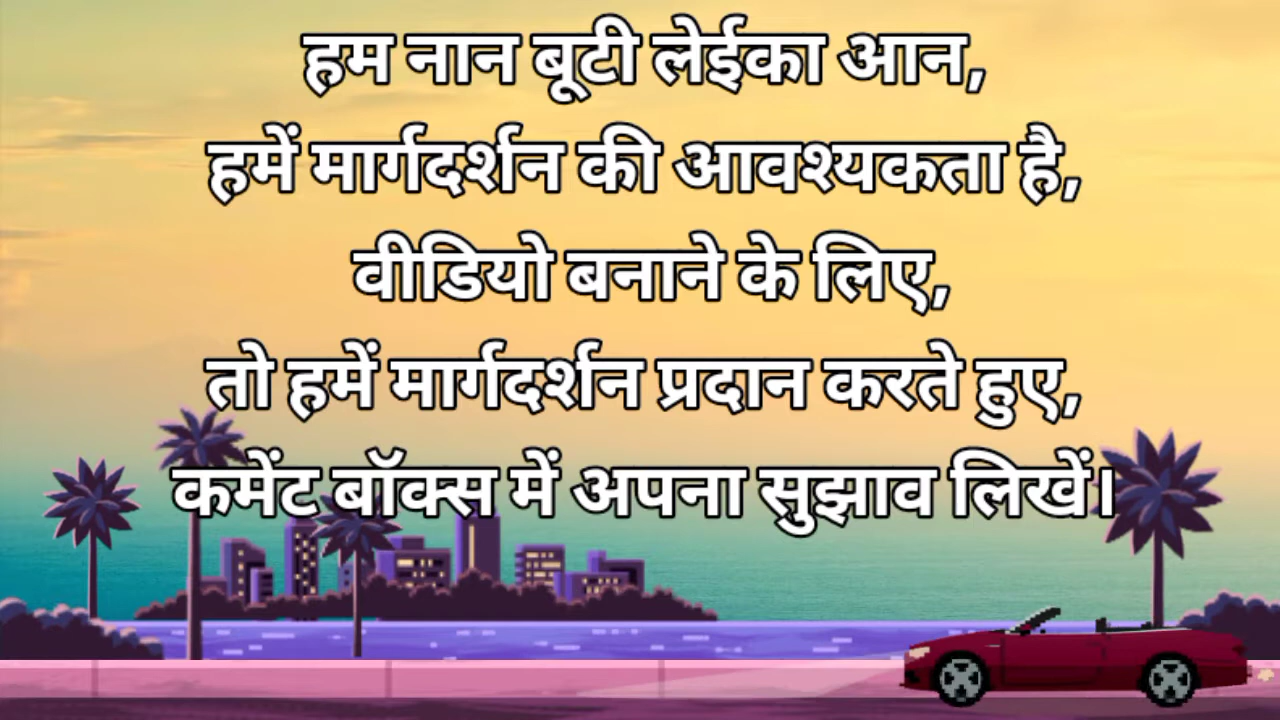 हम नान बूटी लेईका आन,
हमें मार्गदर्शन की आवश्यकता है,
वीडियो बनाने के लिए,
तो हमें मार्गदर्शन प्रदान करते हुए,
कमेंट बॉक्स में अपना सुझाव लिखें।